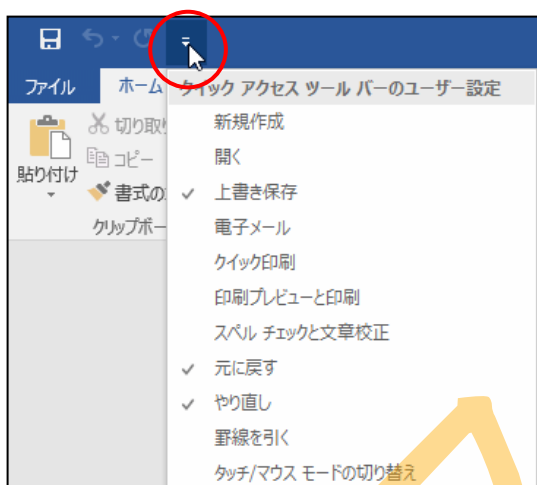 ファイル
ホーム
クイック アクセス ツール バーのユーザー設定
切り取り
コピー
貼り付け
書式の
クリップボー
新規作成
開く
上書き保存
電子メール
クイック印刷
印刷プレビューと印刷
スペル チェックと文章校正
元に戻す
やり直し
罫線を引く
タッチ/マウス モードの切り替え